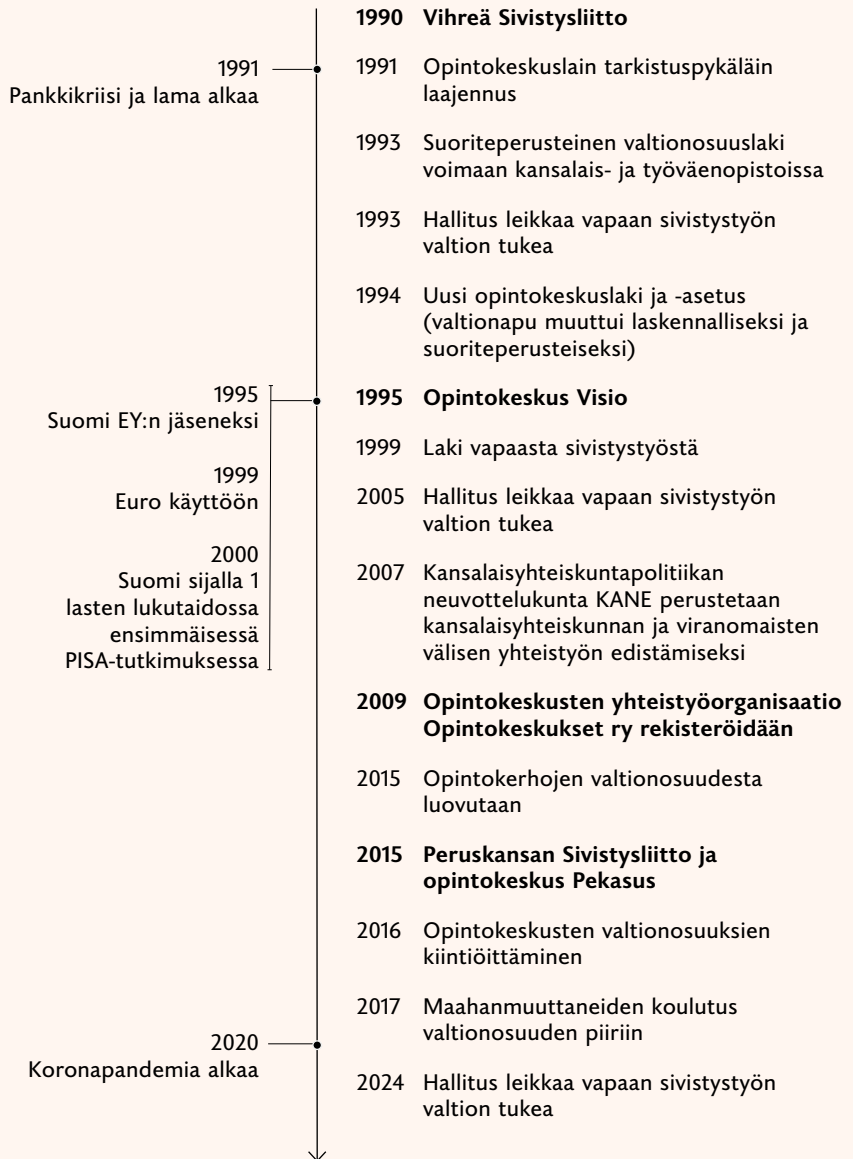 1990 Vihreä Sivistysliitto
1991
Pankkikriisi ja lama alkaa
1991 Opintokeskuslain tarkistuspykäläin
laajennus
1993 Suoriteperusteinen valtionosuuslaki
voimaan kansalais- ja työväenopistoissa
1993 Hallitus leikkaa vapaan sivistystyön
valtion tukea
1994 Uusi opintokeskuslaki ja -asetus
(valtionapu muuttui laskennalliseksi ja
suoriteperusteiseksi)
1995
Suomi EY:n jäseneksi
1999
Euro käyttöön
2000
Suomi sijalla 1
lasten lukutaidossa
ensimmäisessä
PISA-tutkimuksessa
1995 Opintokeskus Visio
1999 Laki vapaasta sivistystyöstä
2005 Hallitus leikkaa vapaan sivistystyön
valtion tukea
2007 Kansalaisyhteiskuntapolitiikan
neuvottelukunta KANE perustetaan
kansalaisyhteiskunnan ja viranomaisten
välisen yhteistyön edistämiseksi
2009 Opintokeskusten yhteistyöorganisaatio
Opintokeskukset ry rekisteröidään
2015 Opintokerhojen valtionosuudesta
luovutaan
2015 Peruskansan Sivistysliitto ja
opintokeskus Pekasus
2016 Opintokeskusten valtionosuuksien
kiintiöittäminen
2017 Maahanmuuttaneiden koulutus
valtionosuuden piiriin
2020
Koronapandemia alkaa
2024 Hallitus leikkaa vapaan sivistystyön
valtion tukea